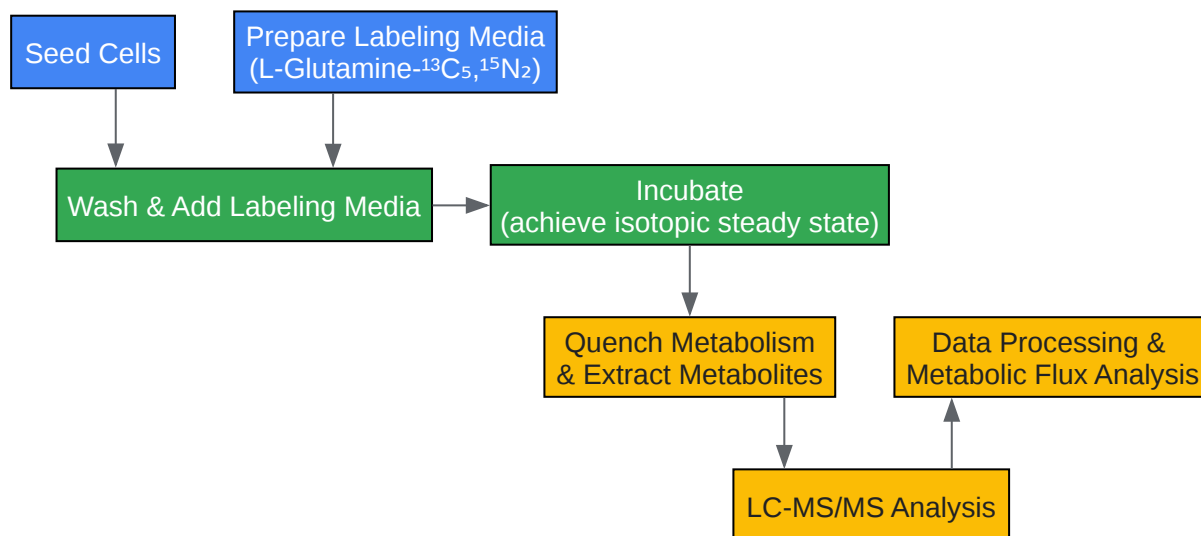 Seed Cells
Prepare Labeling Media
(L-Glutamine-¹³C₅,¹⁵N₂)
Wash & Add Labeling Media
Incubate
(achieve isotopic steady state)
Quench Metabolism
& Extract Metabolites
Data Processing &
Metabolic Flux Analysis
LC-MS/MS Analysis